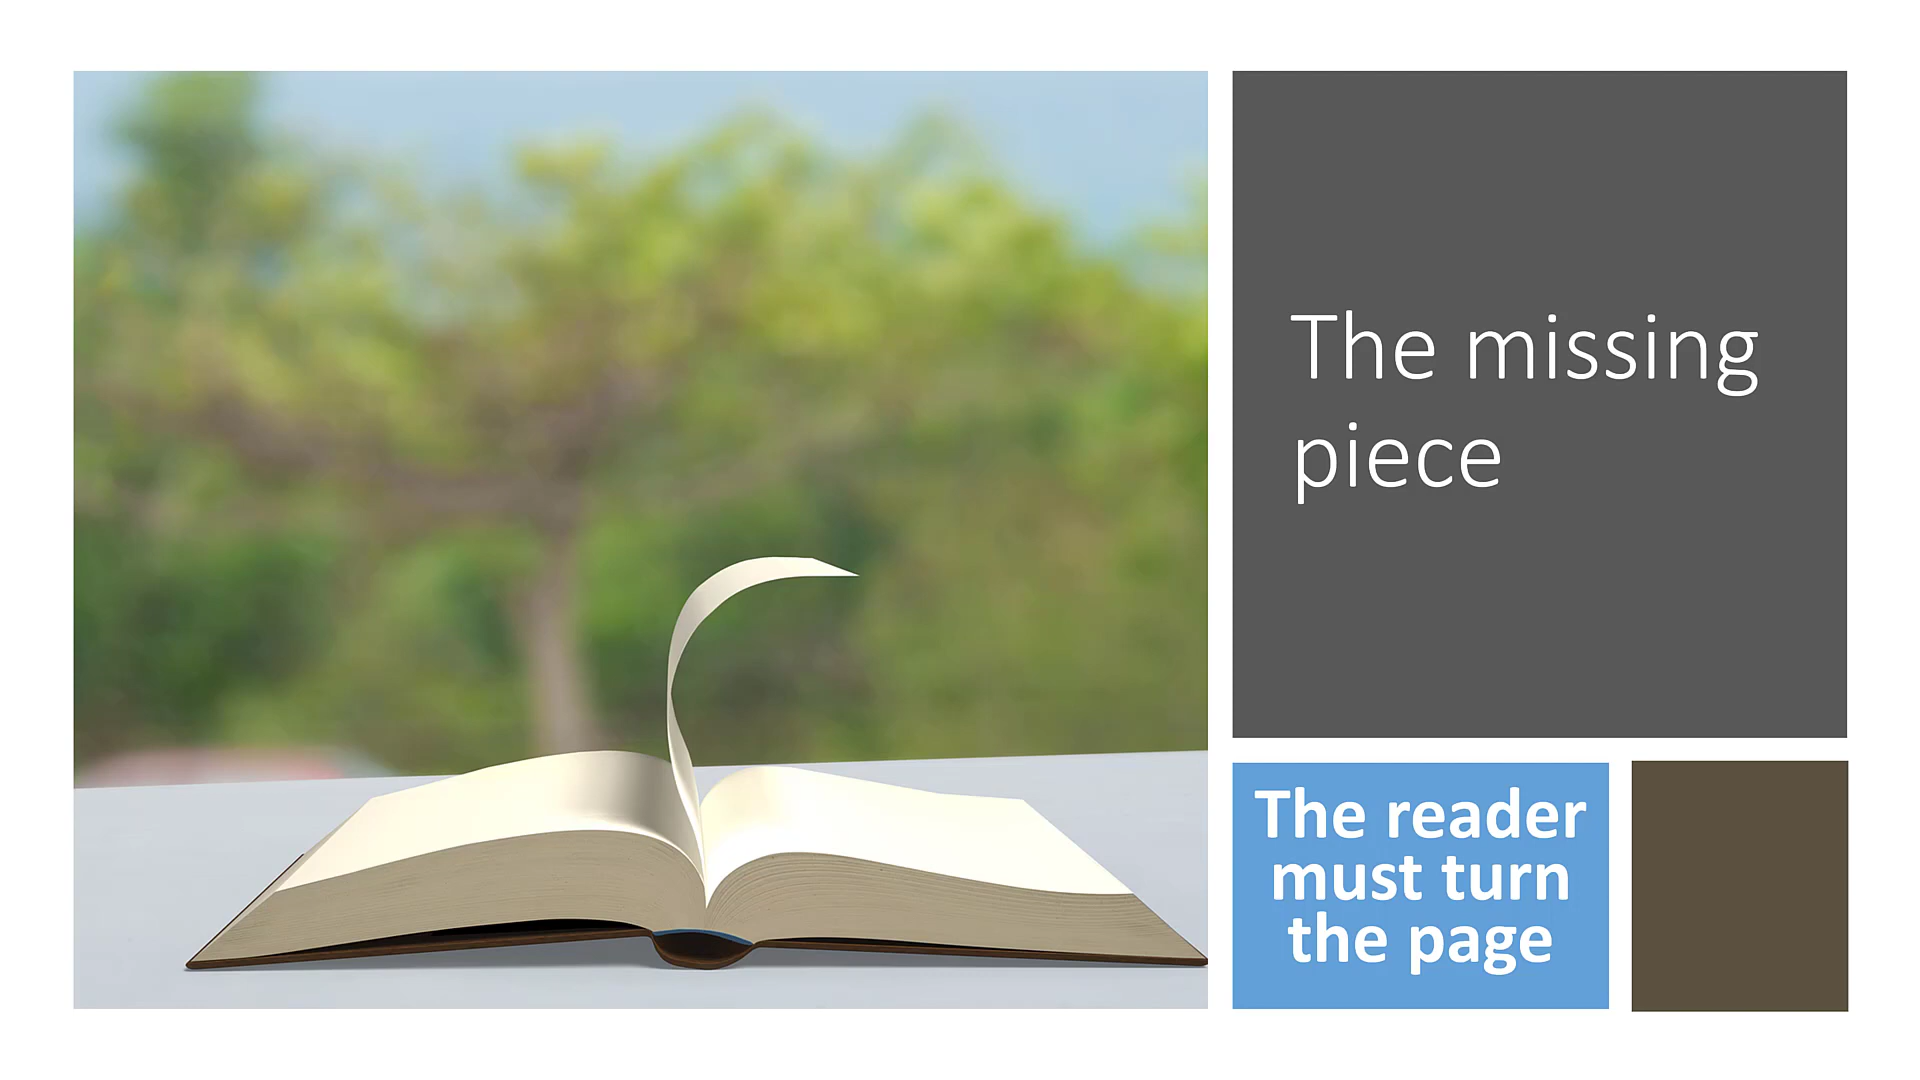 The missing
piece
The reader
must turn
the page